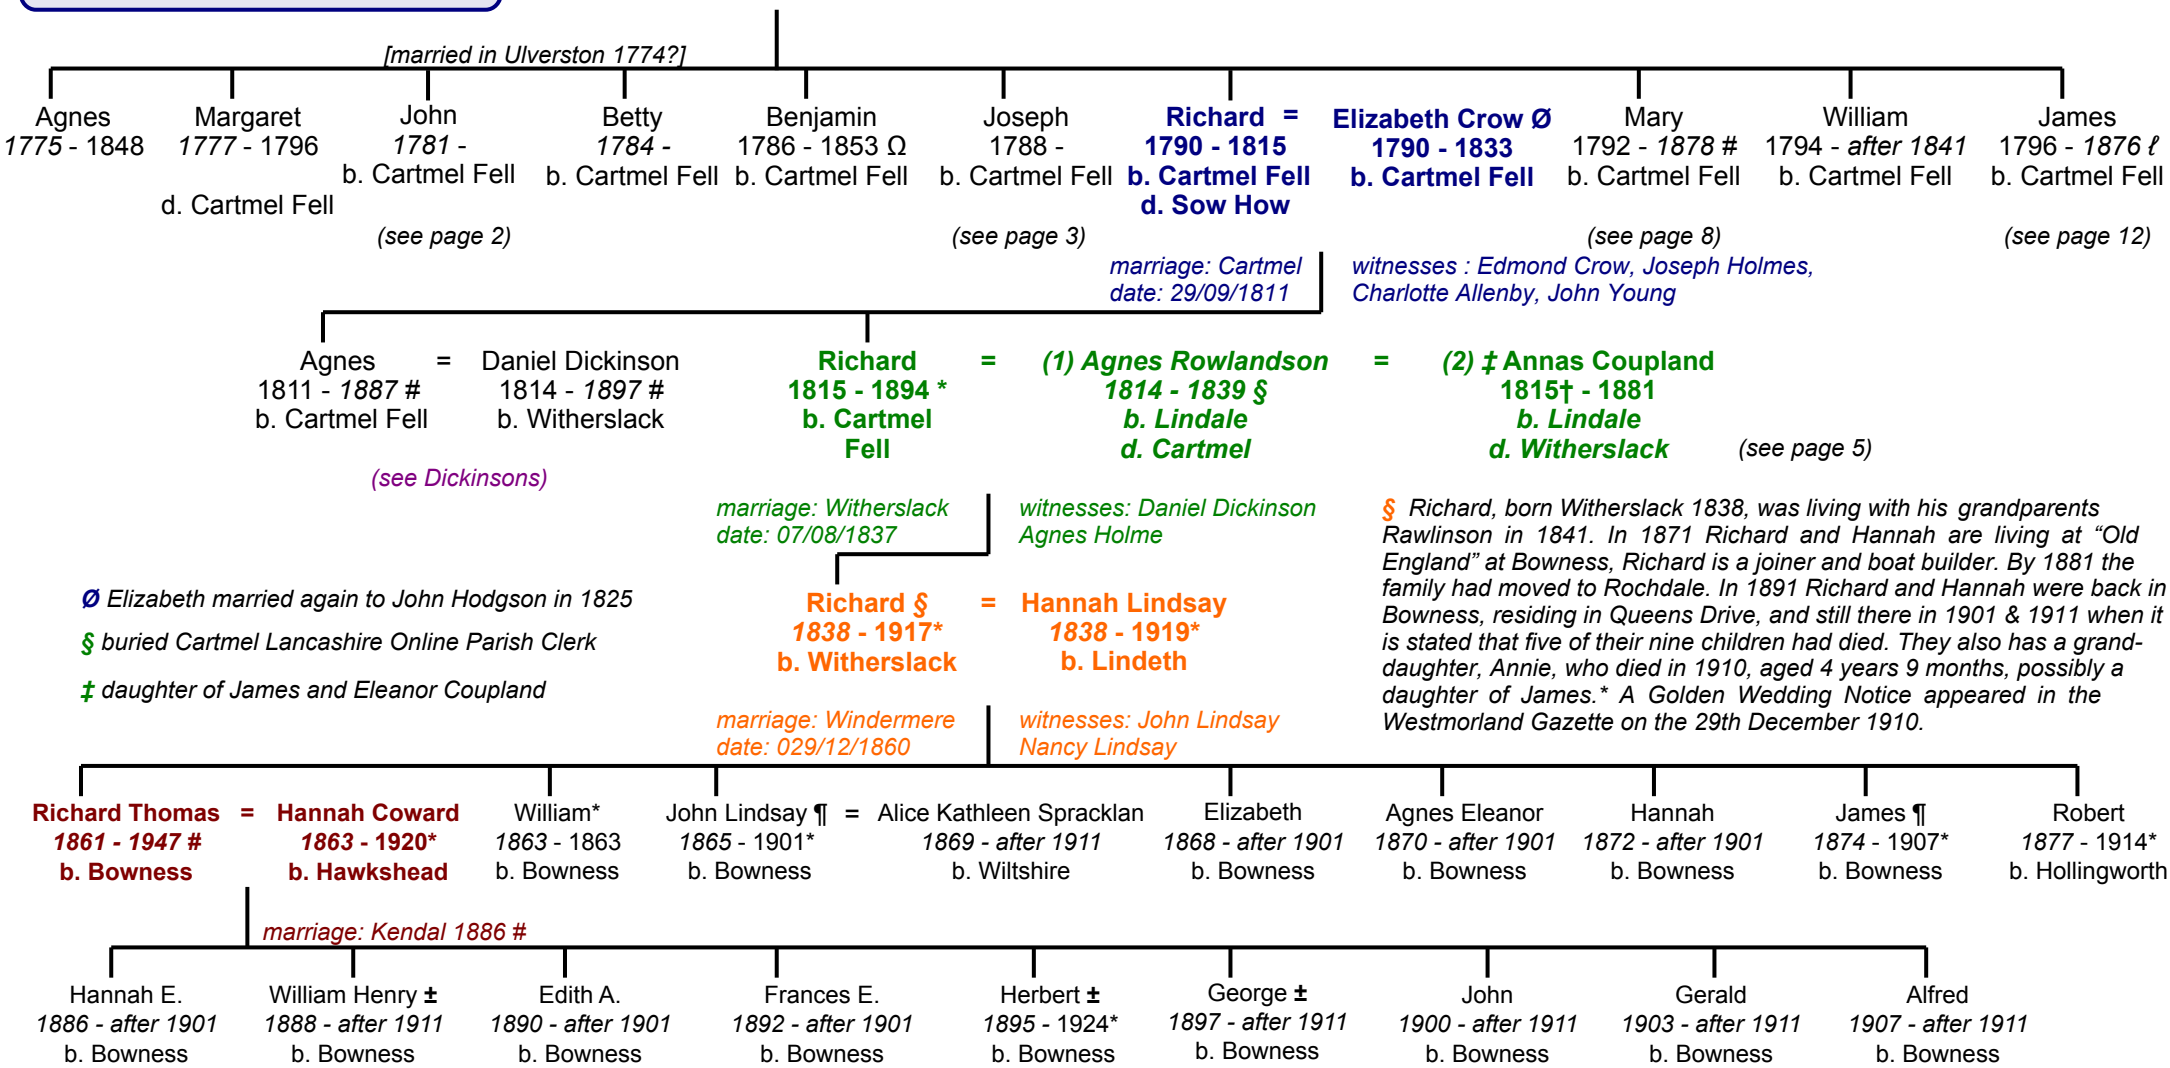 [married in Ulverston 1774?]
Agnes
1775 - 1848
Margaret
1777 - 1796
d. Cartmel Fell
John
1781 -
b. Cartmel Fell
(see page 2)
Betty
1784 -
b. Cartmel Fell
Benjamin
1786 - 1853 Ω
b. Cartmel Fell
Joseph
1788 -
b. Cartmel Fell
(see page 3)
Richard =
1790 - 1815
b. Cartmel Fell
d. Sow How
Elizabeth Crow Ø
1790 - 1833
b. Cartmel Fell
Mary
1792 - 1878 #
b. Cartmel Fell
(see page 8)
William
1794 - after 1841
b. Cartmel Fell
James
1796 - 1876 ℓ
b. Cartmel Fell
(see page 12)
marriage: Cartmel
date: 29/09/1811
witnesses : Edmond Crow, Joseph Holmes,
Charlotte Allenby, John Young
Agnes =
1811 - 1887 #
b. Cartmel Fell
Daniel Dickinson
1814 - 1897 #
b. Witherslack
(see Dickinsons)
Richard =
1815 - 1894 *
b. Cartmel
Fell
(1) Agnes Rowlandson =
1814 - 1839 §
b. Lindale
d. Cartmel
(2) ‡ Annas Coupland
1815† - 1881
b. Lindale
d. Witherslack
(see page 5)
marriage: Witherslack
date: 07/08/1837
witnesses: Daniel Dickinson
Agnes Holme
§ Richard, born Witherslack 1838, was living with his grandparents
Rawlinson in 1841. In 1871 Richard and Hannah are living at “Old
England” at Bowness, Richard is a joiner and boat builder. By 1881 the
family had moved to Rochdale. In 1891 Richard and Hannah were back in
Bowness, residing in Queens Drive, and still there in 1901 & 1911 when it
is stated that five of their nine children had died. They also has a grand-
daughter, Annie, who died in 1910, aged 4 years 9 months, possibly a
daughter of James.* A Golden Wedding Notice appeared in the
Westmorland Gazette on the 29th December 1910.
Ø Elizabeth married again to John Hodgson in 1825
§ buried Cartmel Lancashire Online Parish Clerk
‡ daughter of James and Eleanor Coupland
Richard § =
1838 - 1917*
b. Witherslack
Hannah Lindsay
1838 - 1919*
b. Lindeth
marriage: Windermere
date: 029/12/1860
witnesses: John Lindsay
Nancy Lindsay
Richard Thomas =
1861 - 1947 #
b. Bowness
Hannah Coward
1863 - 1920*
b. Hawkshead
William*
1863 - 1863
b. Bowness
John Lindsay ¶ =
1865 - 1901*
b. Bowness
Alice Kathleen Spracklan
1869 - after 1911
b. Wiltshire
Elizabeth
1868 - after 1901
b. Bowness
Agnes Eleanor
1870 - after 1901
b. Bowness
Hannah
1872 - after 1901
b. Bowness
James ¶
1874 - 1907*
b. Bowness
Robert
1877 - 1914*
b. Hollingworth
marriage: Kendal 1886 #
Hannah E.
1886 - after 1901
b. Bowness
William Henry ±
1888 - after 1911
b. Bowness
Edith A.
1890 - after 1901
b. Bowness
Frances E.
1892 - after 1901
b. Bowness
Herbert ±
1895 - 1924*
b. Bowness
George ±
1897 - after 1911
b. Bowness
John
1900 - after 1911
b. Bowness
Gerald
1903 - after 1911
b. Bowness
Alfred
1907 - after 1911
b. Bowness